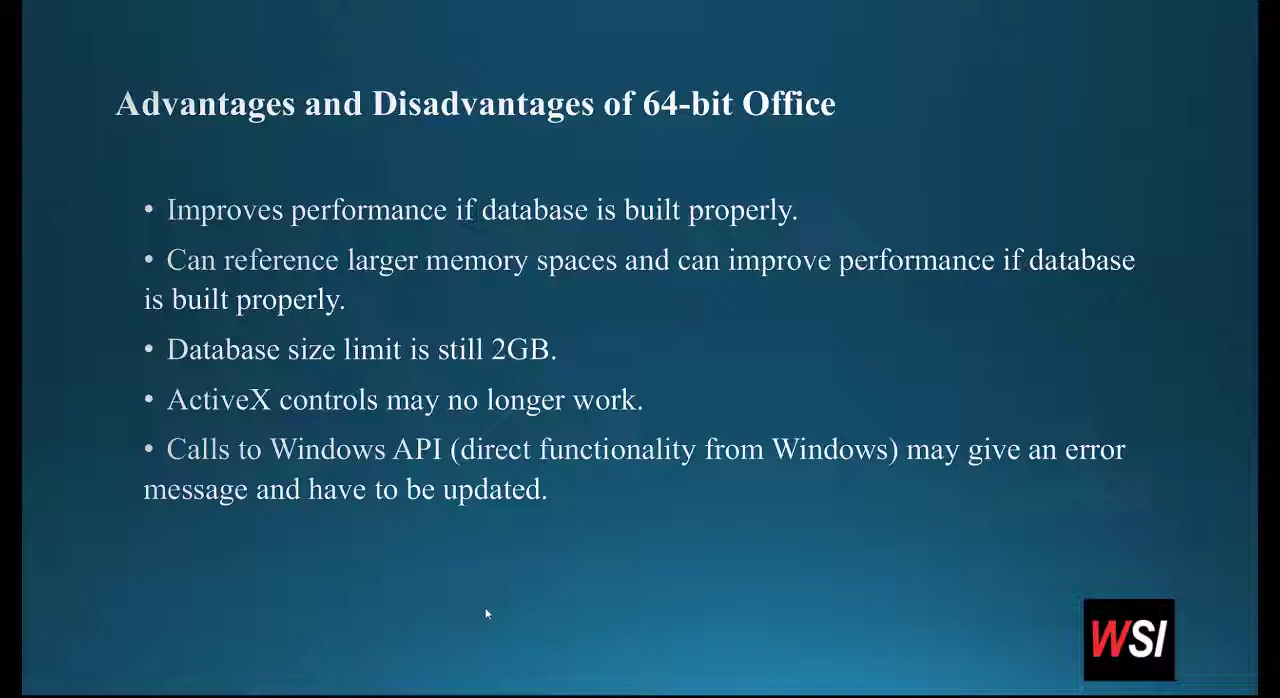 Advantages and Disadvantages of 64-bit Office
• Improves performance if database is built properly.
• Can reference larger memory spaces and can improve performance if database
is built properly.
• Database size limit is still 2GB.
• ActiveX controls may no longer work.
• Calls to Windows API (direct functionality from Windows) may give an error
message and have to be updated.
WSI